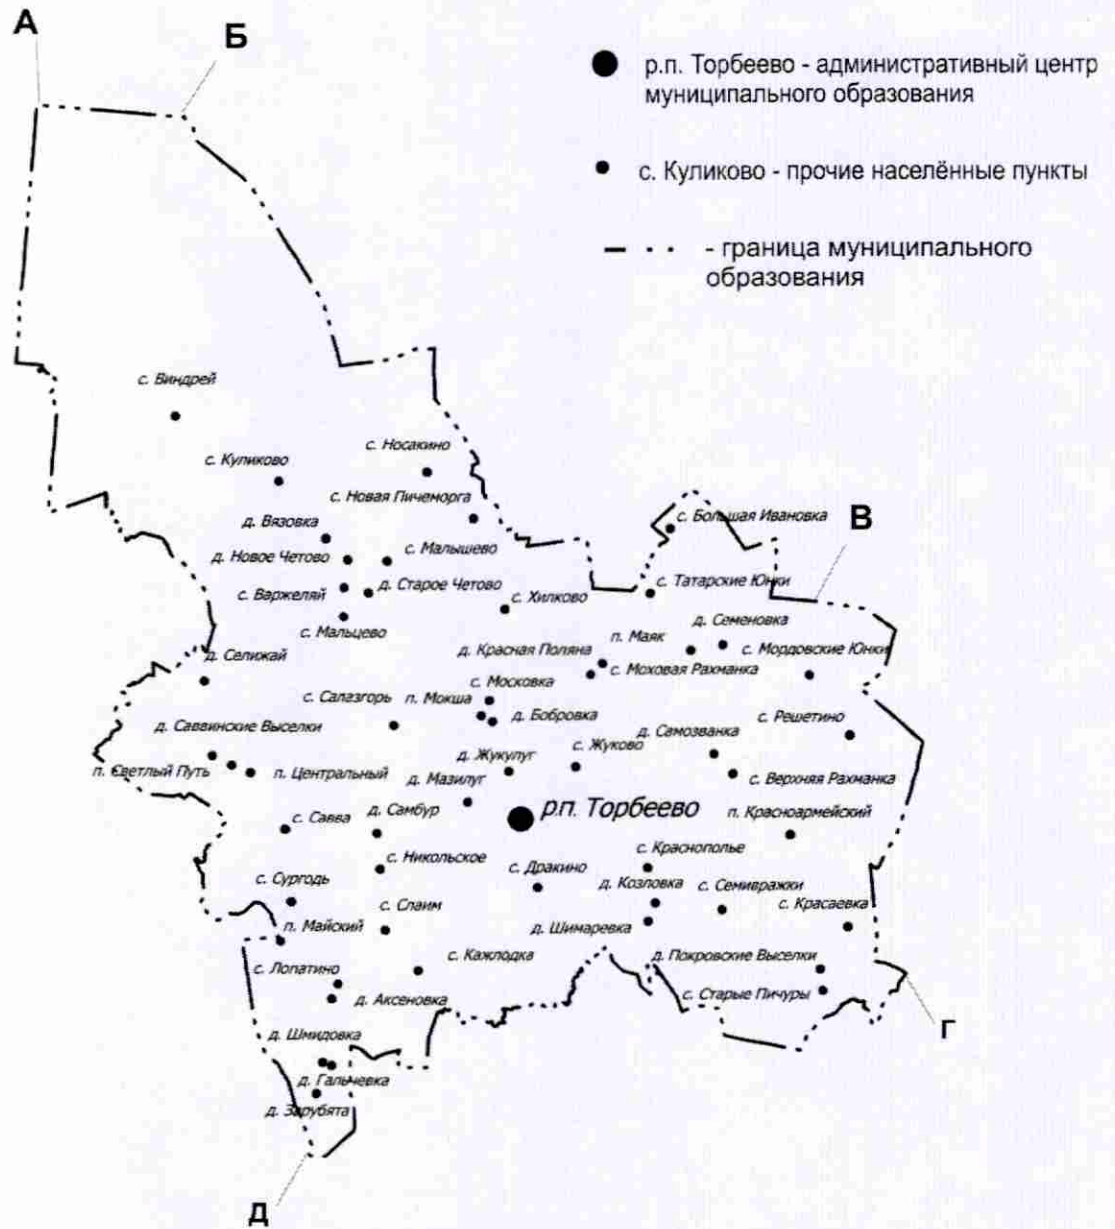 А
Б
р.п. Торбеево - административный центр
муниципального образования
с. Куликово - прочие населённые пункты
- граница муниципального
образования
с. Виндрей
с. Куликово
с. Носакино
с. Новая Пичеморга
д. Вязовка
с. Большая Ивановка
В
д. Новое Четово
с. Малышево
с. Варжеляй
д. Старое Четово
с. Хилково
с. Татарские Юнки
с. Мальцево
д. Семеновка
п. Маяк
д. Красная Поляна
с. Мордовские Юнки
д. Селижай
с. Моховая Рахманка
с. Московка
с. Салазгорь
п. Мокша
д. Бобровка
с. Решетино
д. Саввинские Выселки
д. Самозванка
с. Жуково
д. Жукулуг
п. Светлый Путь
п. Центральный
д. Мазилуг
с. Верхняя Рахманка
р.п. Торбеево
п. Красноармейский
д. Самбур
с. Савва
с. Краснополье
с. Никольское
с. Дракино
с. Сургодь
д. Козловка
с. Семивражки
с. Красаевка
с. Слаим
п. Майский
д. Шимаревка
с. Кажлодка
д. Покровские Выселки
с. Лопатино
с. Старые Пичуры
д. Аксеновка
Г
д. Шмидовка
д. Гальчевка
д. Зарубята
Д